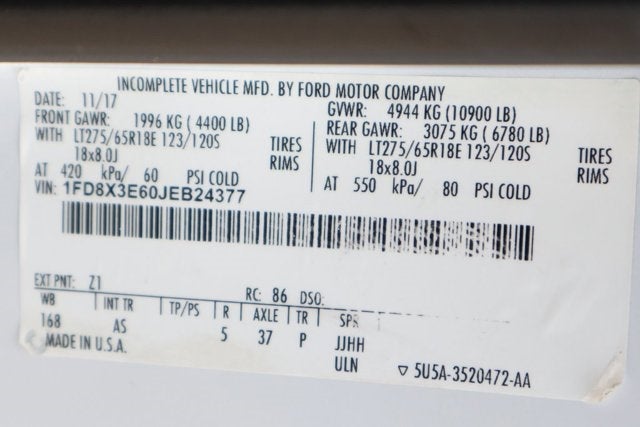 INCOMPLETE VEHICLE MFD. BY FORD MOTOR COMPANY
DATE: 11/17 GVWR: 4944 KG (10900 LB)
FRONT GAWR: 1996 KG (4400 LB) REAR GAWR: 3075 KG (6780 LB)
WITH LT275/65R18E 123/120S TIRES WITH LT275/65R18E 123/120S TIRES
18x8.0J RIMS 18x8.0J RIMS
AT 420 kPa/ 60 PSI COLD AT 550 kPa/ 80 PSI COLD
VIN: 1FD8X3E60JEB24377
EXT PNT: Z1 RC: 86 DSO:
WB INT TR TP/PS R AXLE TR SPR
168 AS 5 37 P JJHH
MADE IN U.S.A. ULN ▽ 5U5A-3520472-AA